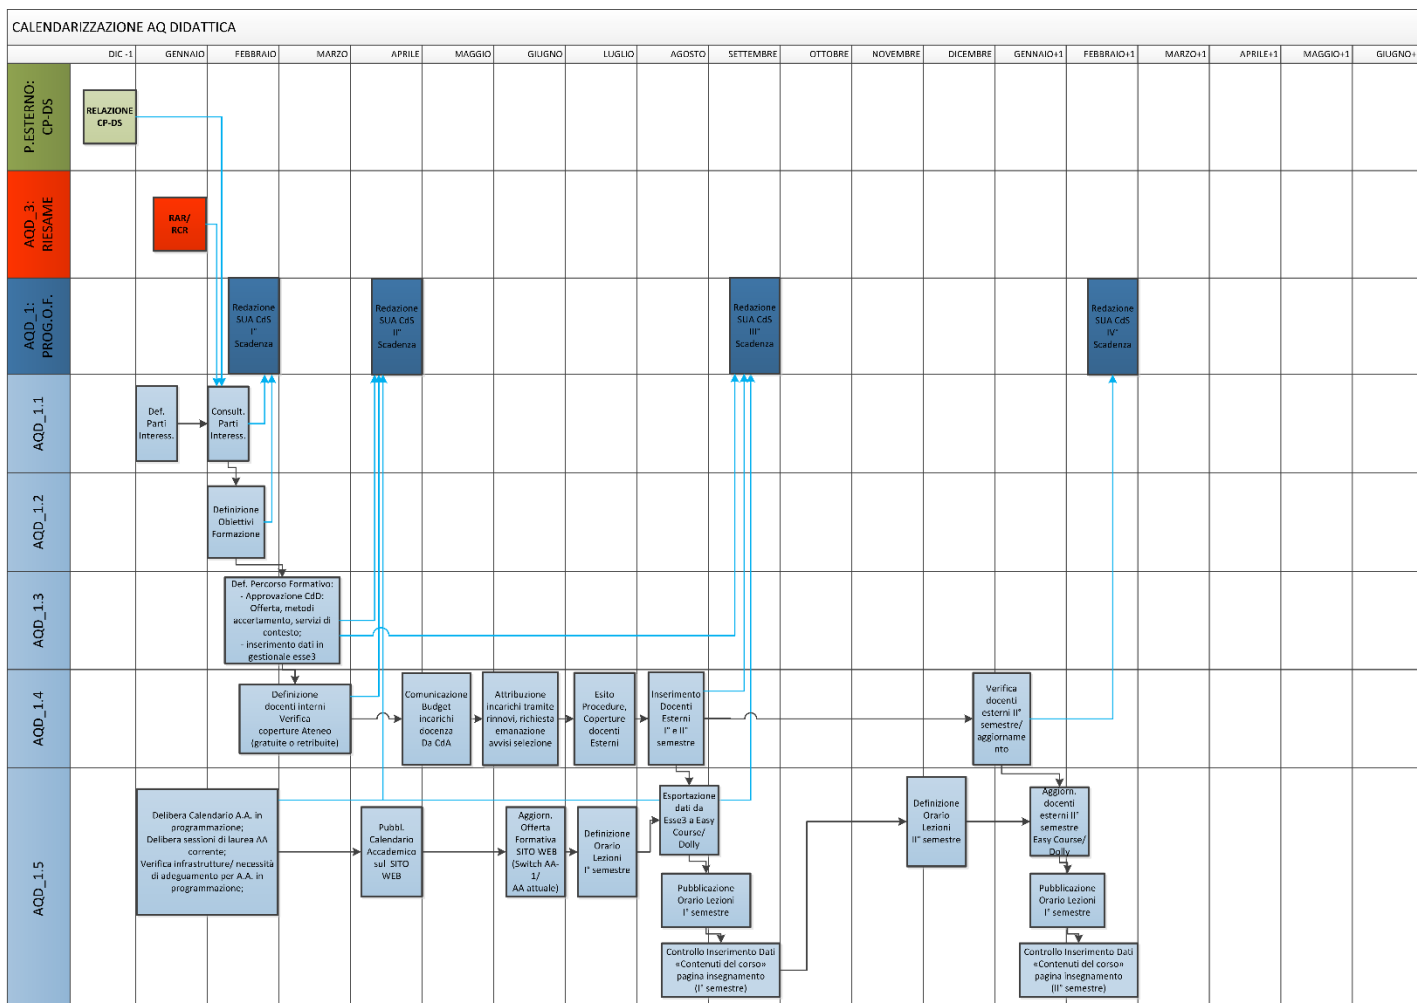 CALENDARIZZAZIONE AQ DIDATTICA
DIC -1
GENNAIO
FEBBRAIO
MARZO
APRILE
MAGGIO
GIUGNO
LUGLIO
AGOSTO
SETTEMBRE
OTTOBRE
NOVEMBRE
DICEMBRE
GENNAIO+1
FEBBRAIO+1
MARZO+1
APRILE+1
MAGGIO+1
GIUGNO+
P.ESTERNO:
CP-DS
RELAZIONE
CP-DS
AQD_3:
RIESAME
RAR/
RCR
AQD_1:
PROG.O.F.
Redazione
SUA CdS
I°
Scadenza
Redazione
SUA CdS
II°
Scadenza
Redazione
SUA CdS
III°
Scadenza
Redazione
SUA CdS
IV°
Scadenza
AQD_1.1
Def.
Parti
Interess.
Consult.
Parti
Interess.
AQD_1.2
Definizione
Obiettivi
Formazione
AQD_1.3
Def. Percorso Formativo:
- Approvazione CdD:
Offerta, metodi
accertamento, servizi di
contesto;
- inserimento dati in
gestionale esse3
AQD_1.4
Definizione
docenti interni
Verifica
coperture Ateneo
(gratuite o retribuite)
Comunicazione
Budget
incarichi
docenza
Da CdA
Attribuzione
incarichi tramite
rinnovi, richiesta
emanazione
avvisi selezione
Esito
Procedure,
Coperture
docenti
Esterni
Inserimento
Docenti
Esterni
I° e II°
semestre
Verifica
docenti
esterni II°
semestre/
aggiorname
nto
AQD_1.5
Delibera Calendario A.A. in
programmazione;
Delibera sessioni di laurea AA
corrente;
Verifica infrastrutture/ necessità
di adeguamento per A.A. in
programmazione;
Pubbl.
Calendario
Accademico
sul SITO
WEB
Aggiorn.
Offerta
Formativa
SITO WEB
(Switch AA-
1/
AA attuale)
Definizione
Orario
Lezioni
I° semestre
Esportazione
dati da
Esse3 a Easy
Course/
Dolly
Pubblicazione
Orario Lezioni
I° semestre
Controllo Inserimento Dati
«Contenuti del corso»
pagina insegnamento
(I° semestre)
Definizione
Orario
Lezioni
II° semestre
Aggiorn.
docenti
esterni II°
semestre
Easy Course/
Dolly
Pubblicazione
Orario Lezioni
I° semestre
Controllo Inserimento Dati
«Contenuti del corso»
pagina insegnamento
(II° semestre)